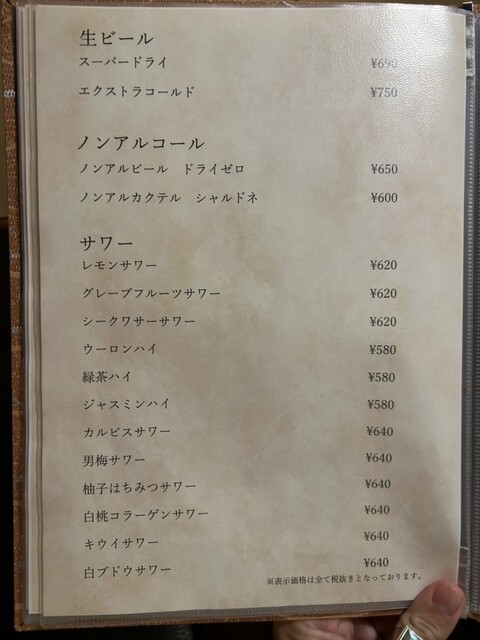 生ビール
スーパードライ ¥690
エクストラコールド ¥750
ノンアルコール
ノンアルビール ドライゼロ ¥650
ノンアルカクテル シャルドネ ¥600
サワー
レモンサワー ¥620
グレープフルーツサワー ¥620
シークワサーサワー ¥620
ウーロンハイ ¥580
緑茶ハイ ¥580
ジャスミンハイ ¥580
カルピスサワー ¥640
男梅サワー ¥640
柚子はちみつサワー ¥640
白桃コラーゲンサワー ¥640
キウイサワー ¥640
白ブドウサワー ¥640
※表示価格は全て税抜きとなっております。